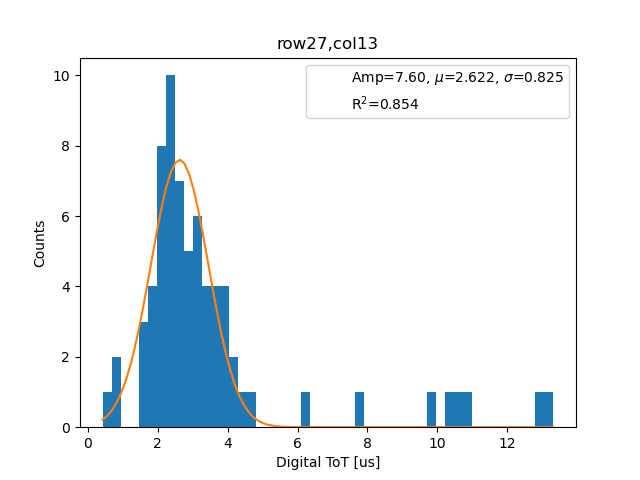 row27,col13
Amp=7.60, μ=2.622, σ=0.825
R²=0.854
Counts
10
8
6
4
2
0
0 2 4 6 8 10 12
Digital ToT [us]